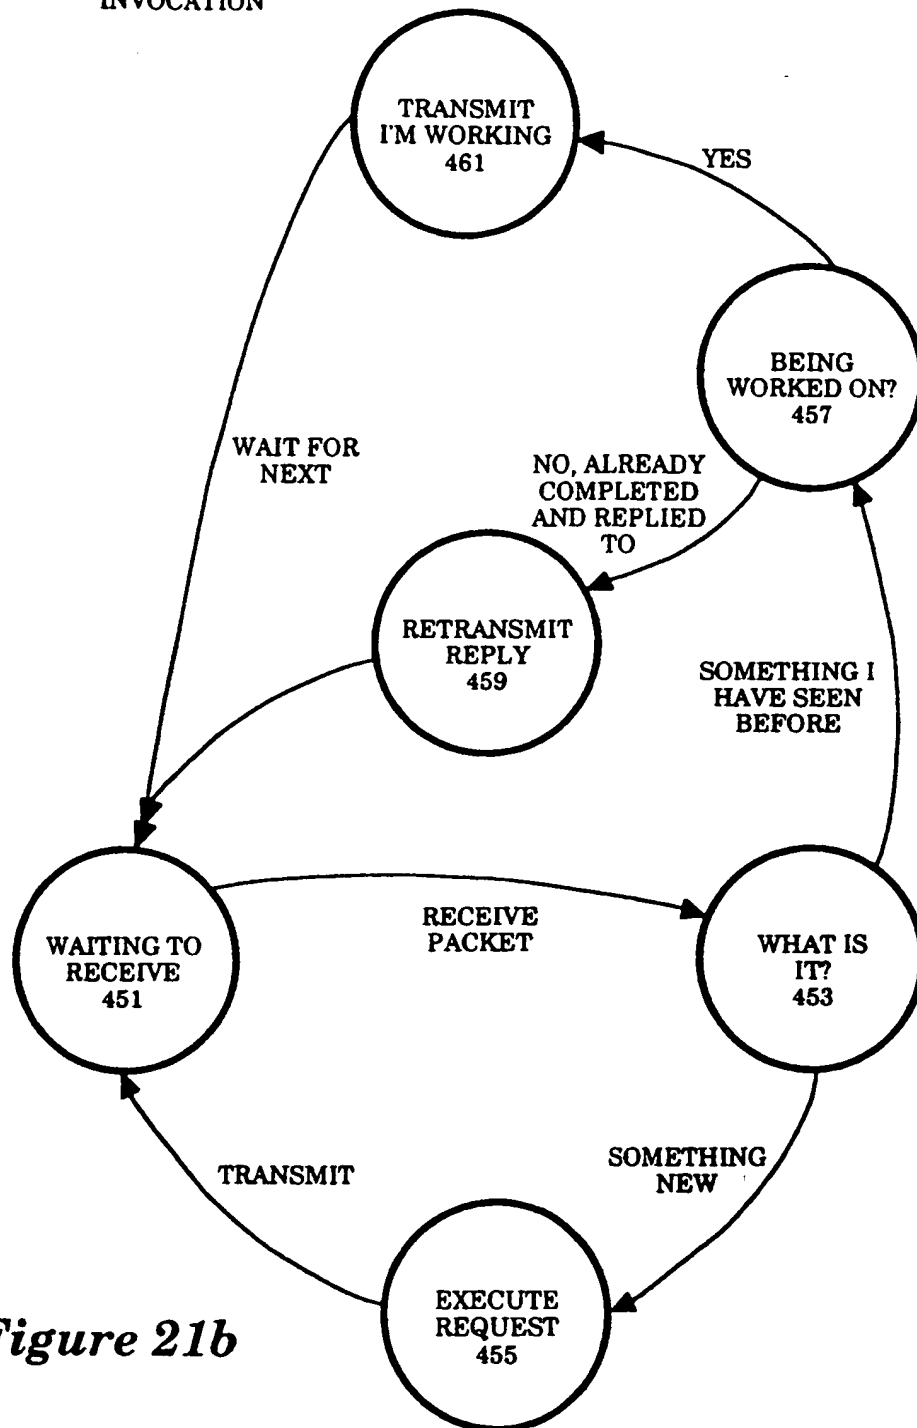 INVOCATION
TRANSMIT
I'M WORKING
461
YES
BEING
WORKED ON?
457
WAIT FOR
NEXT
NO, ALREADY
COMPLETED
AND REPLIED
TO
RETRANSMIT
REPLY
459
SOMETHING I
HAVE SEEN
BEFORE
WAITING TO
RECEIVE
451
RECEIVE
PACKET
WHAT IS
IT?
453
TRANSMIT
SOMETHING
NEW
EXECUTE
REQUEST
455
Figure 21b